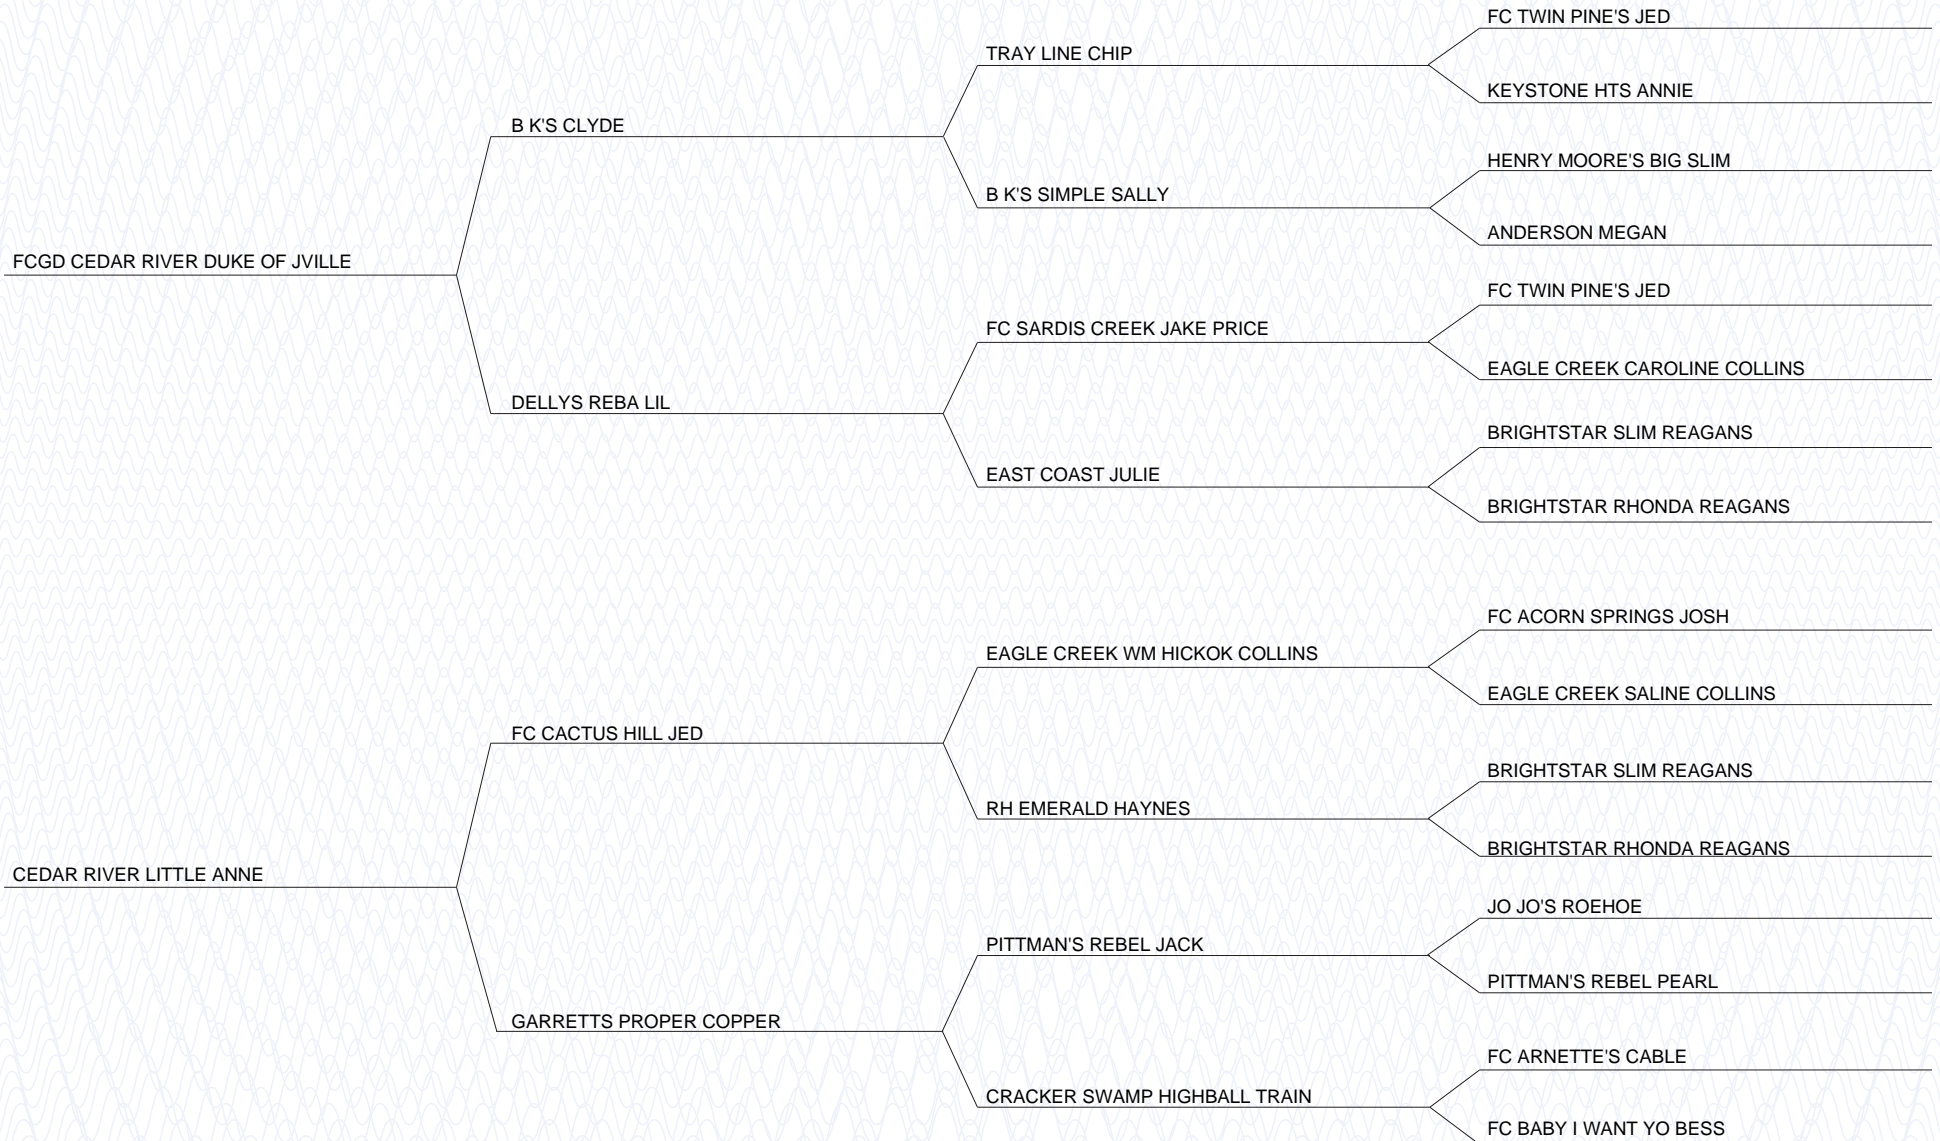 FC TWIN PINE'S JED
TRAY LINE CHIP
KEYSTONE HTS ANNIE
B K'S CLYDE
HENRY MOORE'S BIG SLIM
B K'S SIMPLE SALLY
ANDERSON MEGAN
FCGD CEDAR RIVER DUKE OF JVILLE
FC TWIN PINE'S JED
FC SARDIS CREEK JAKE PRICE
EAGLE CREEK CAROLINE COLLINS
DELLYS REBA LIL
BRIGHTSTAR SLIM REAGANS
EAST COAST JULIE
BRIGHTSTAR RHONDA REAGANS
FC ACORN SPRINGS JOSH
EAGLE CREEK WM HICKOK COLLINS
EAGLE CREEK SALINE COLLINS
FC CACTUS HILL JED
BRIGHTSTAR SLIM REAGANS
RH EMERALD HAYNES
BRIGHTSTAR RHONDA REAGANS
CEDAR RIVER LITTLE ANNE
JO JO'S ROEHOE
PITTMAN'S REBEL JACK
PITTMAN'S REBEL PEARL
GARRETTS PROPER COPPER
FC ARNETTE'S CABLE
CRACKER SWAMP HIGHBALL TRAIN
FC BABY I WANT YO BESS